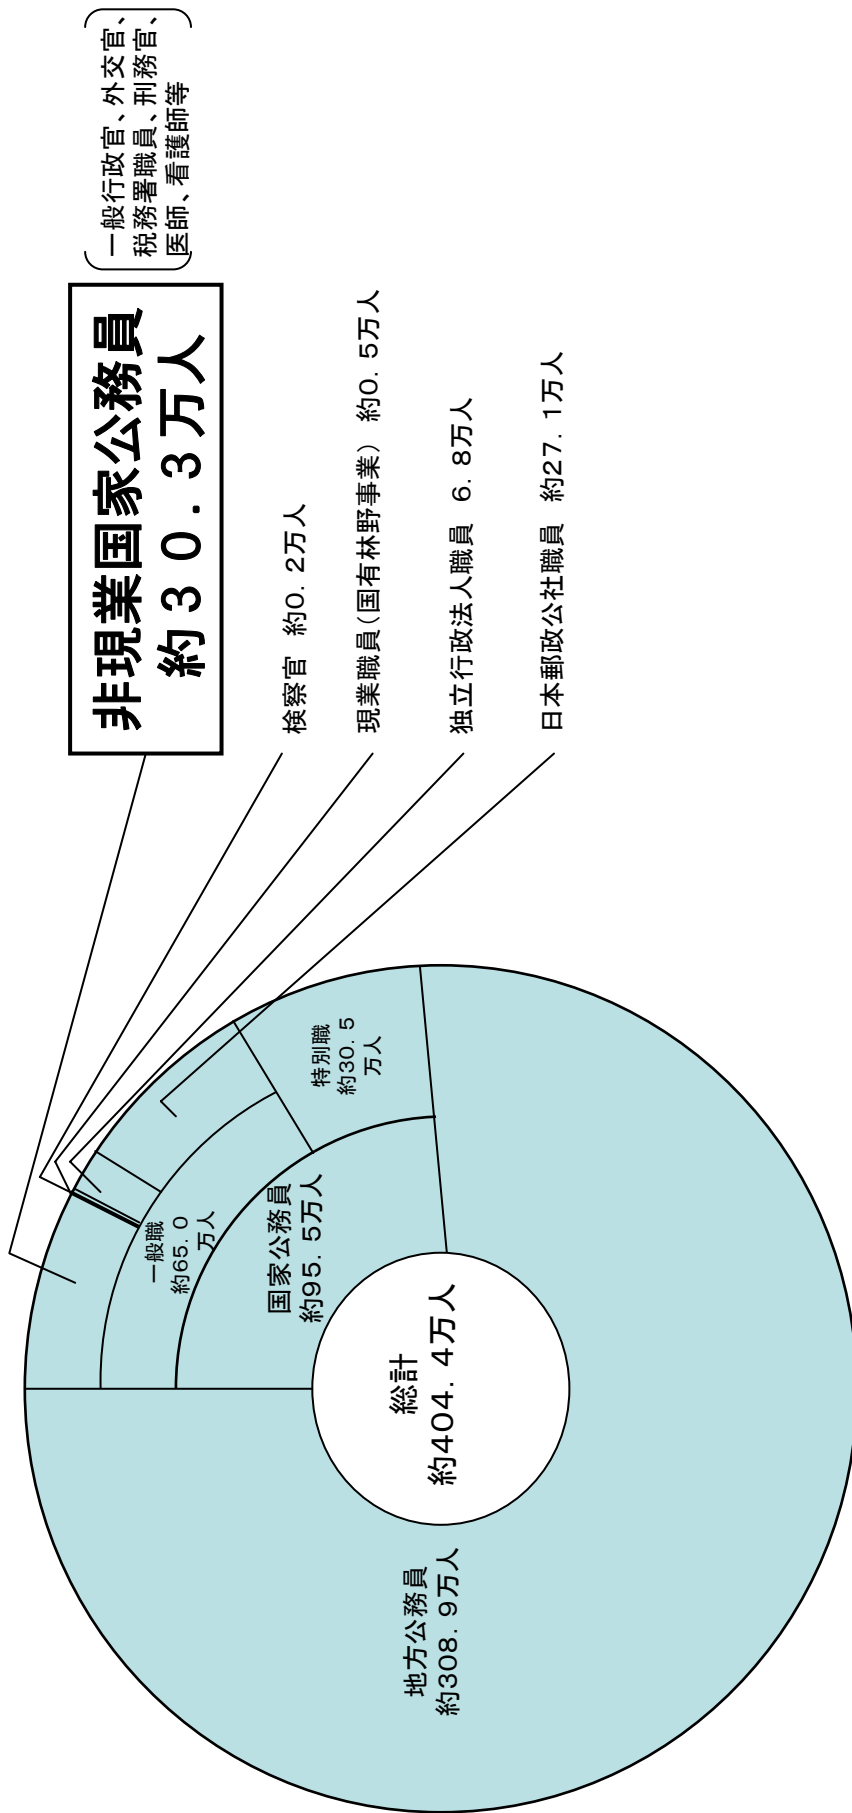 非現業国家公務員
約30.3万人
一般行政官、外交官、
税務署職員、刑務官、
医師、看護師等
検察官 約0.2万人
現業職員(国有林野事業) 約0.5万人
独立行政法人職員 6.8万人
日本郵政公社職員 約27.1万人
一般職
約65.0
万人
特別職
約30.5
万人
国家公務員
約95.5万人
総計
約404.4万人
地方公務員
約308.9万人